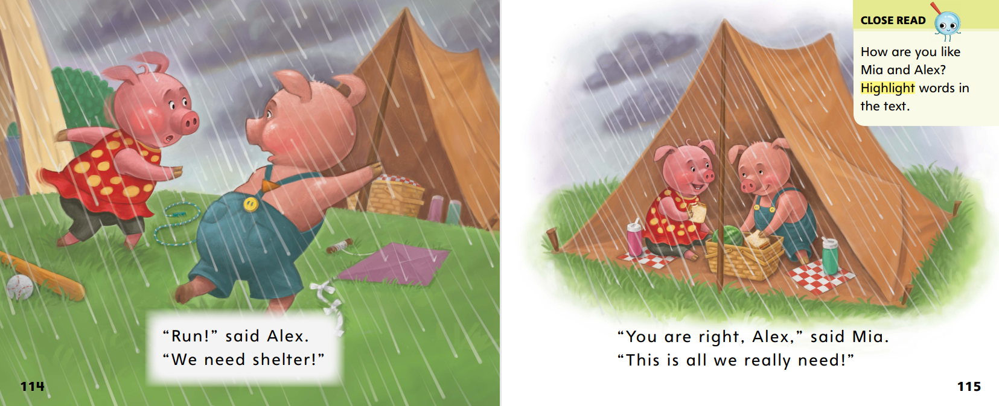 “Run!” said Alex.
“We need shelter!”
114
CLOSE READ
How are you like
Mia and Alex?
Highlight words in
the text.
“You are right, Alex,” said Mia.
“This is all we really need!”
115